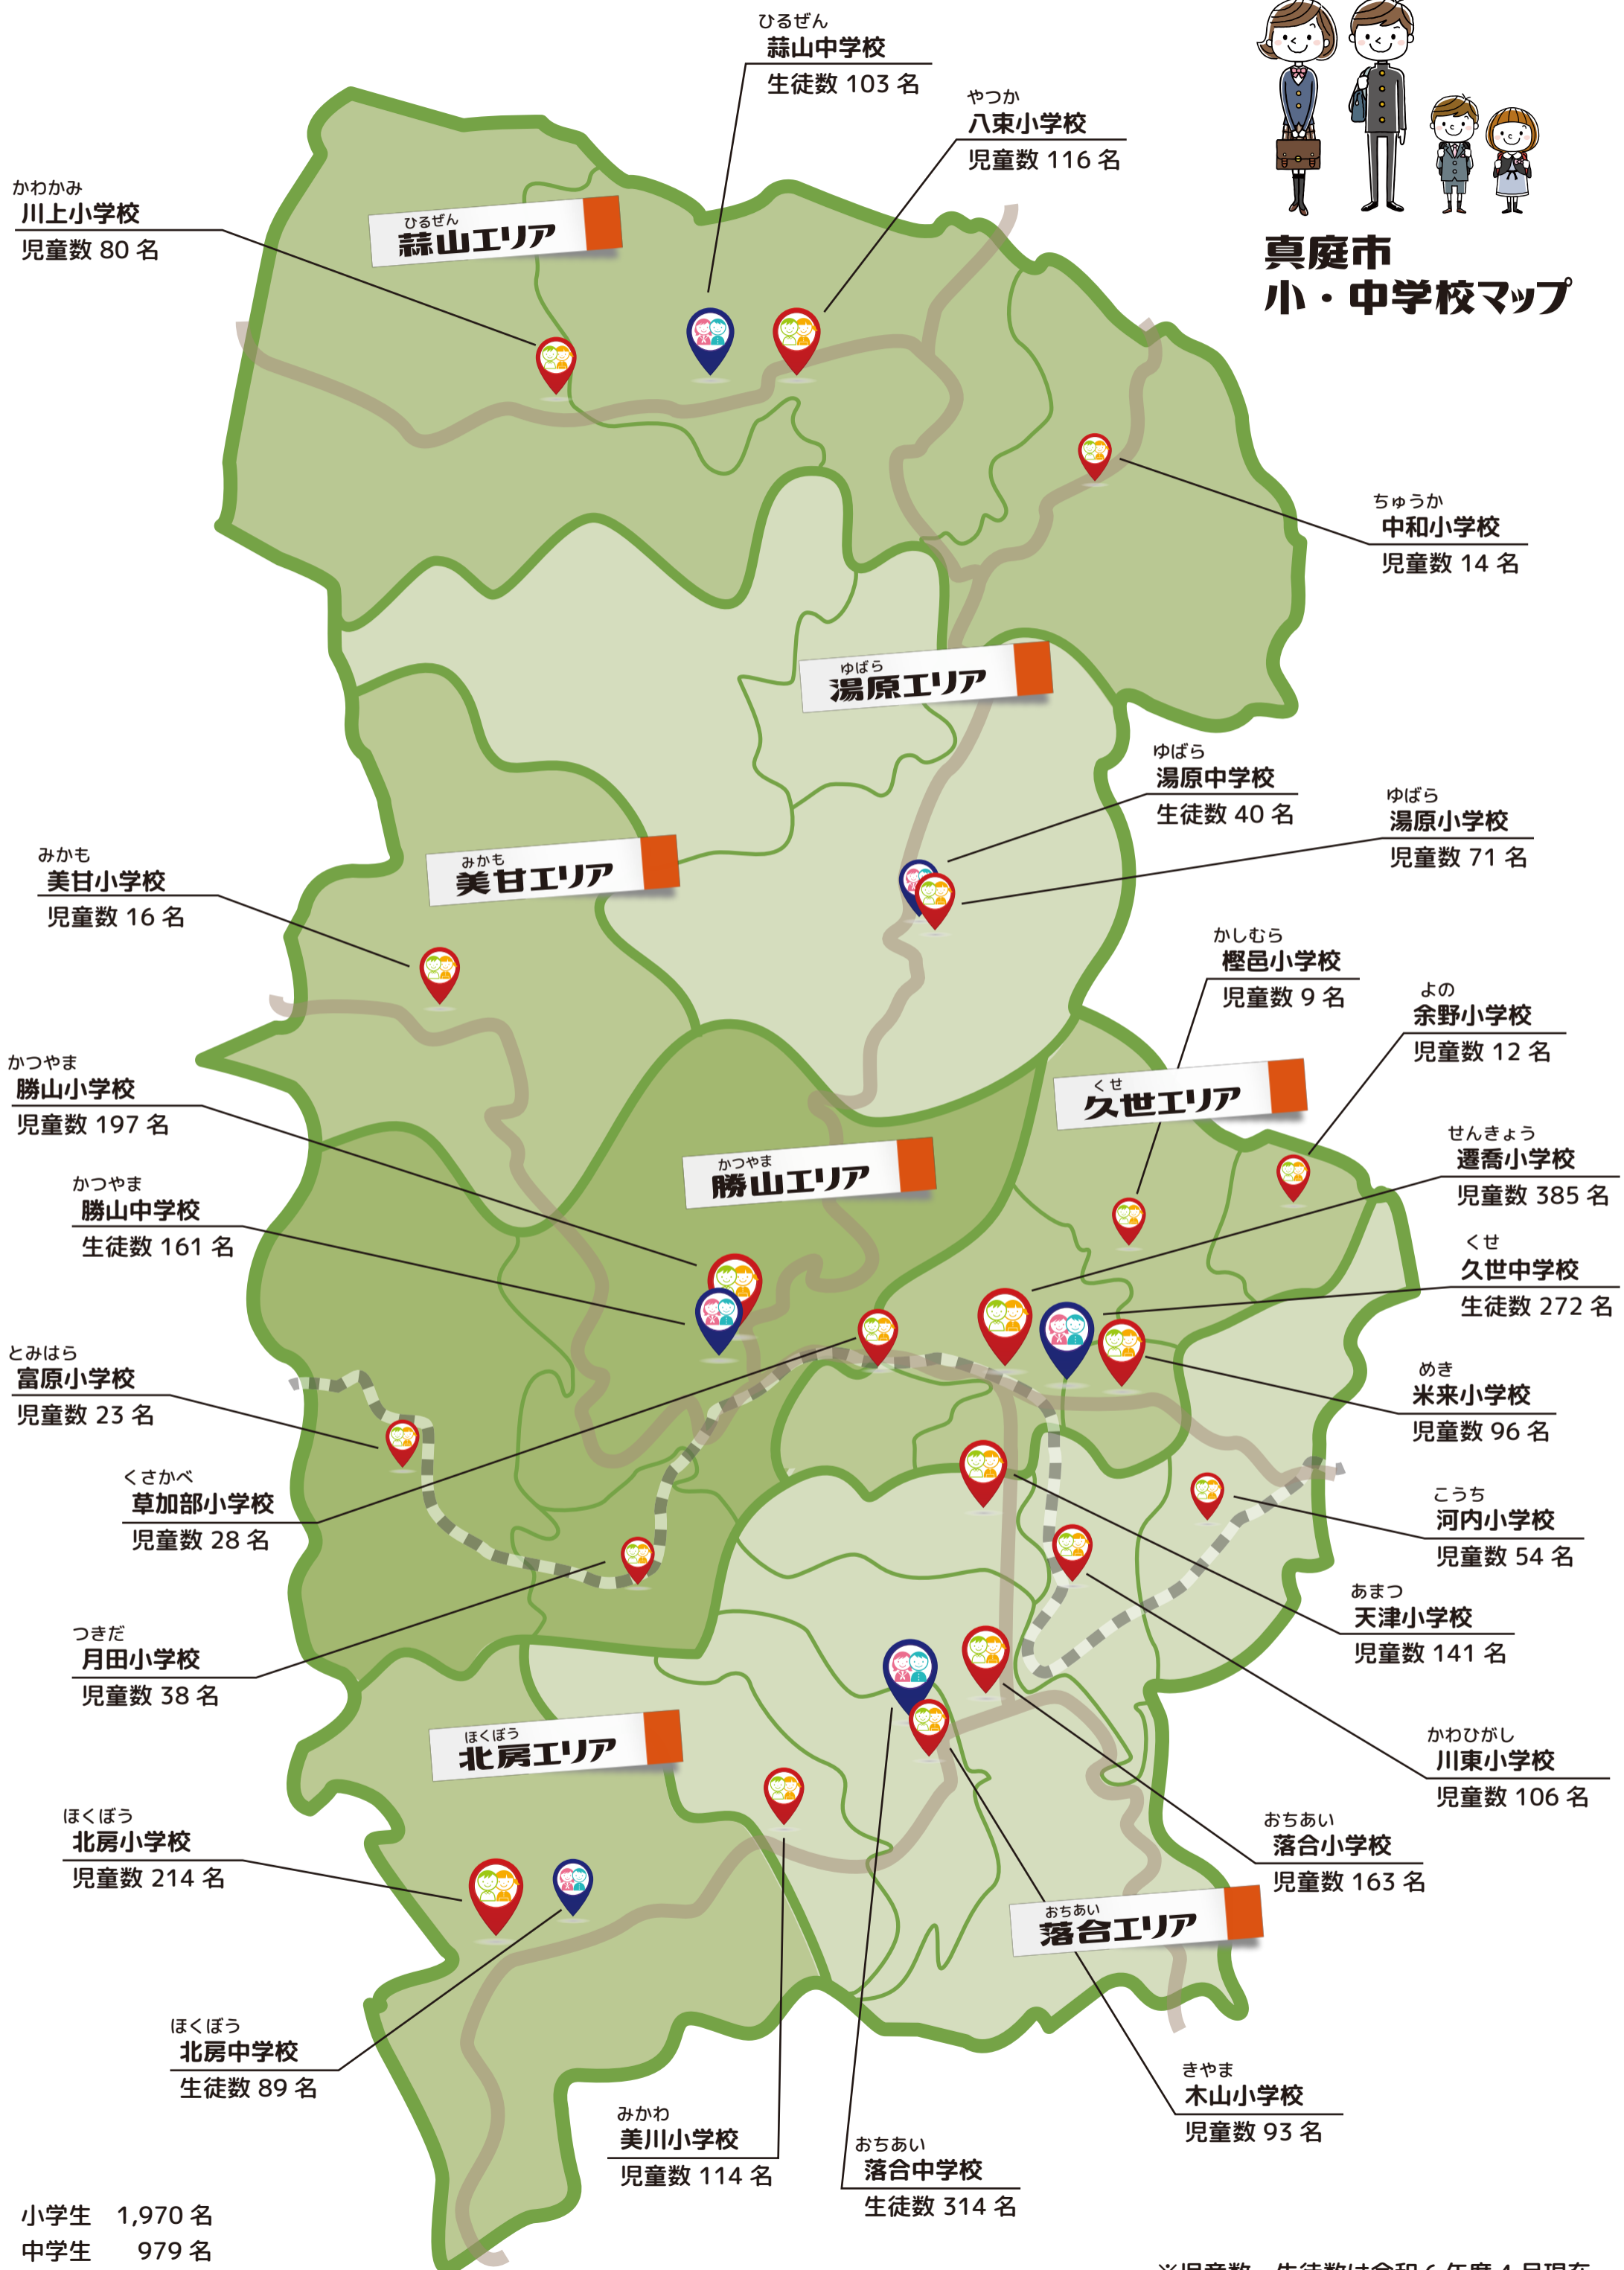 真庭市
小・中学校マップ
ひるぜん
蒜山中学校
生徒数 103 名
やつか
八束小学校
児童数 116 名
かわかみ
川上小学校
児童数 80 名
ひるぜん
蒜山エリア
ちゅうか
中和小学校
児童数 14 名
ゆばら
湯原エリア
ゆばら
湯原中学校
生徒数 40 名
ゆばら
湯原小学校
児童数 71 名
みかも
美甘エリア
みかも
美甘小学校
児童数 16 名
かしむら
樫邑小学校
児童数 9 名
よの
余野小学校
児童数 12 名
くせ
久世エリア
かつやま
勝山小学校
児童数 197 名
かつやま
勝山エリア
せんきょう
遷喬小学校
児童数 385 名
かつやま
勝山中学校
生徒数 161 名
くせ
久世中学校
生徒数 272 名
とみはら
富原小学校
児童数 23 名
めき
米来小学校
児童数 96 名
くさかべ
草加部小学校
児童数 28 名
こうち
河内小学校
児童数 54 名
あまつ
天津小学校
児童数 141 名
つきだ
月田小学校
児童数 38 名
かわひがし
川東小学校
児童数 106 名
ほくぼう
北房エリア
ほくぼう
北房小学校
児童数 214 名
おちあい
落合小学校
児童数 163 名
おちあい
落合エリア
ほくぼう
北房中学校
生徒数 89 名
きやま
木山小学校
児童数 93 名
みかわ
美川小学校
児童数 114 名
おちあい
落合中学校
生徒数 314 名
小学生 1,970 名
中学生 979 名
※児童数、生徒数は令和 6 年度 4 月現在